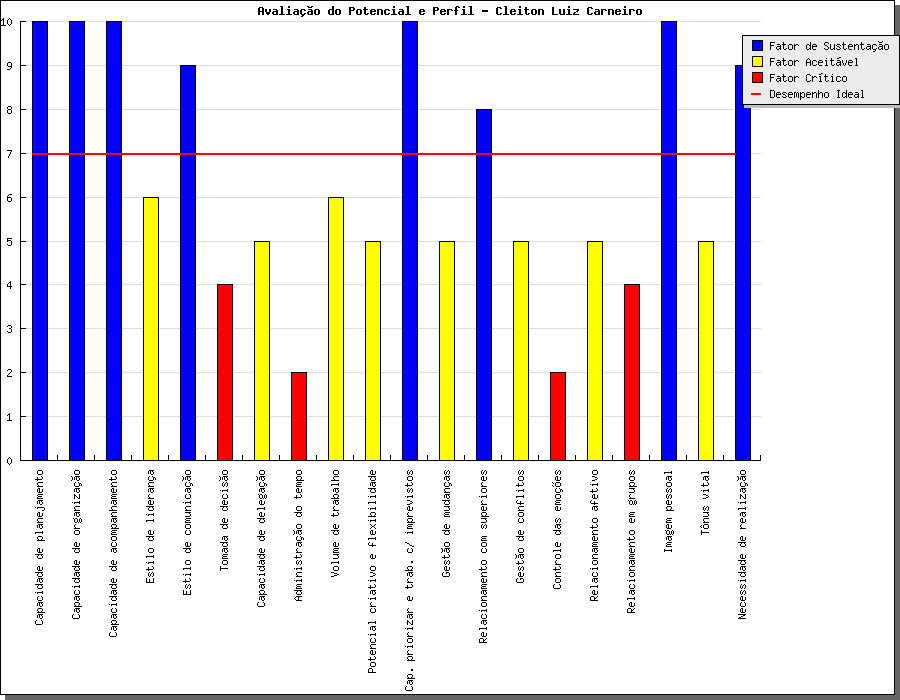 Avaliação do Potencial e Perfil - Cleiton Luiz Carneiro
Fator de Sustentação
Fator Aceitável
Fator Crítico
Desempenho Ideal
10
9
8
7
6
5
4
3
2
1
0
Capacidade de planejamento
Capacidade de organização
Capacidade de acompanhamento
Estilo de liderança
Estilo de comunicação
Tomada de decisão
Capacidade de delegação
Administração do tempo
Volume de trabalho
Potencial criativo e flexibilidade
Cap. priorizar e trab. c/ imprevistos
Gestão de mudanças
Relacionamento com superiores
Gestão de conflitos
Controle das emoções
Relacionamento afetivo
Relacionamento em grupos
Imagem pessoal
Tônus vital
Necessidade de realização